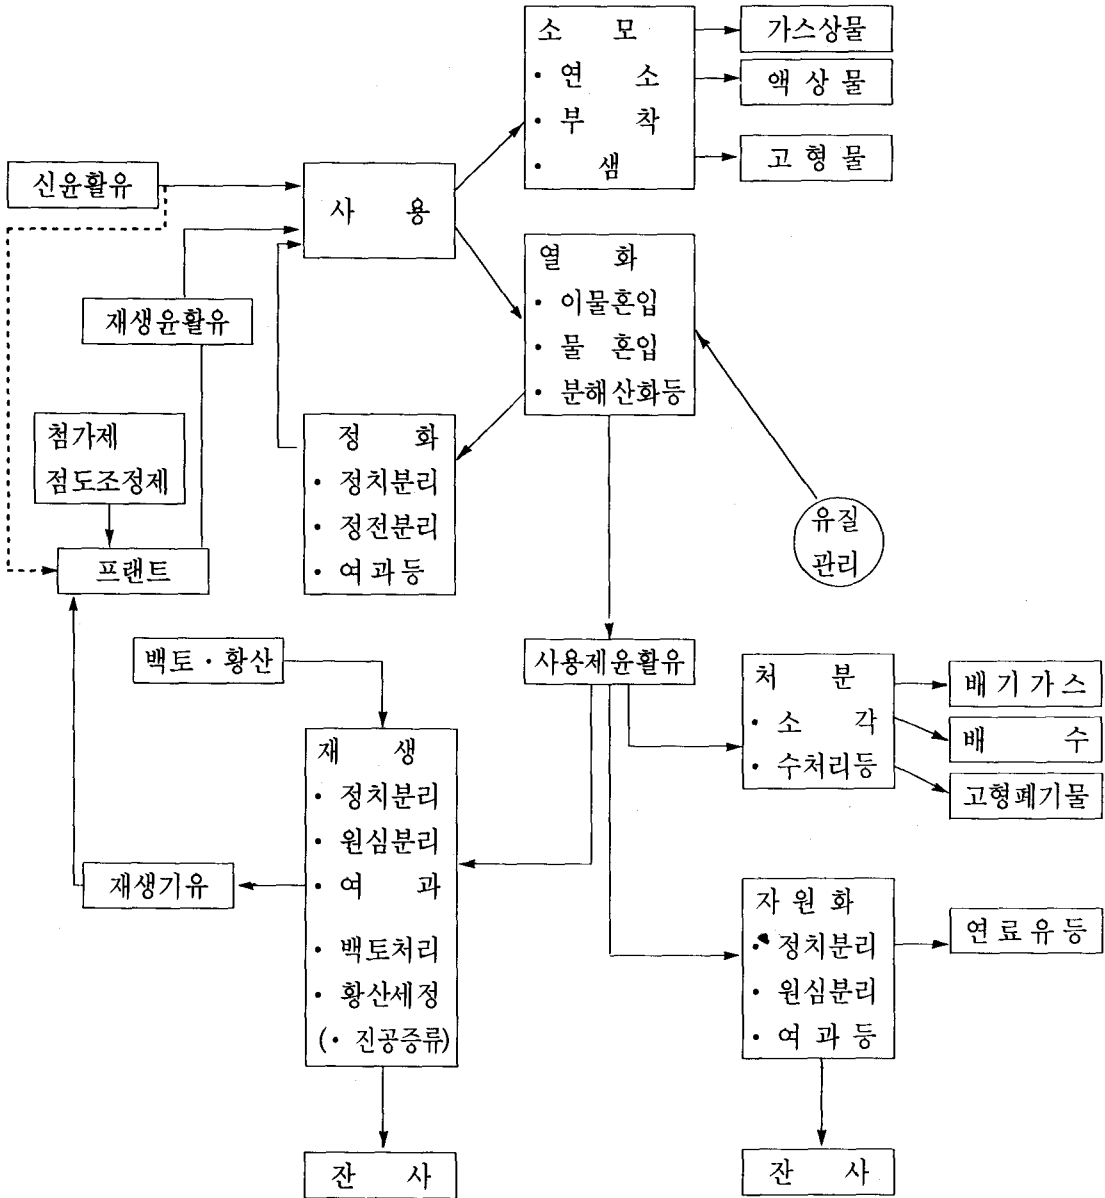 소 모
· 연 소
· 부 착
· 샘
가스상물
액 상 물
고 형 물
신윤활유
사 용
열 화
· 이물혼입
· 물 혼입
· 분해산화등
재생윤활유
첨가제
점도조정제
정 화
· 정치분리
· 정전분리
· 여과등
유질
관리
프랜트
백토 · 황산
사용제윤활유
처 분
· 소 각
· 수처리등
배기가스
배 수
고형폐기물
재 생
· 정치분리
· 원심분리
· 여 과
· 백토처리
· 황산세정
(· 진공증류)
재생기유
자 원 화
· 정치분리
· 원심분리
· 여 과 등
연료유등
잔 사
잔 사